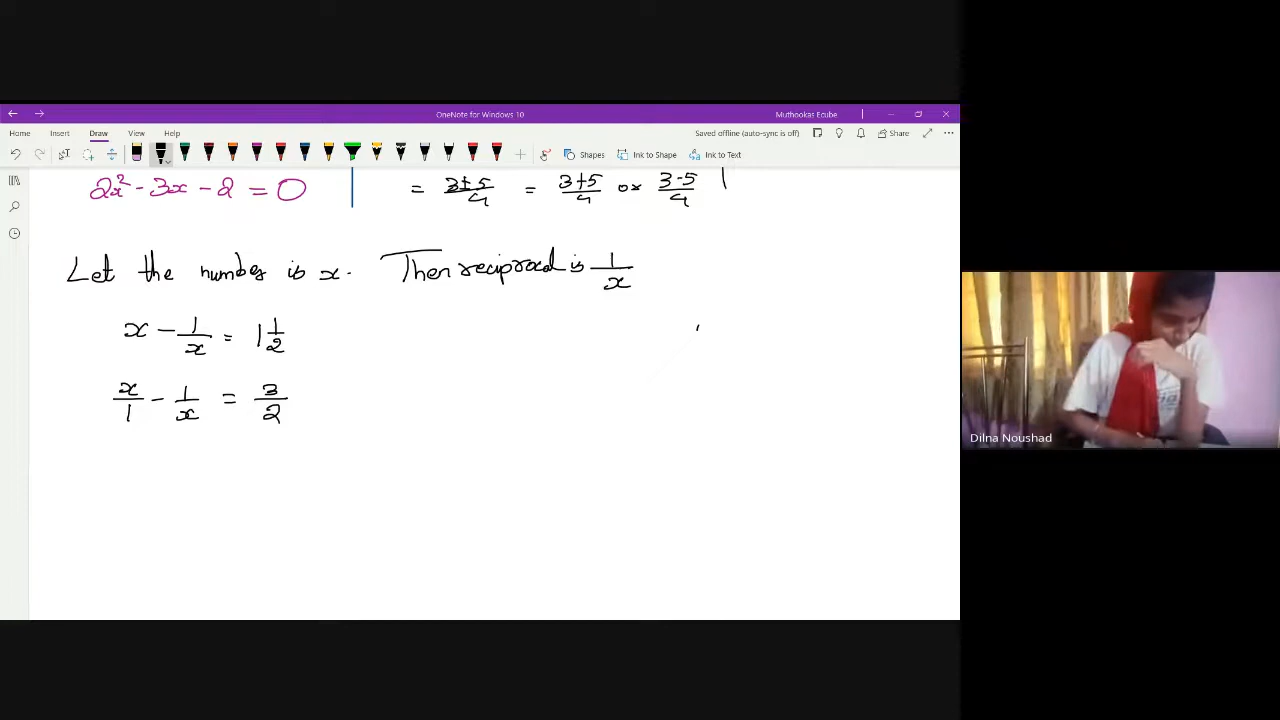 OneNote for Windows 10
Muthookas Ecube
Home Insert Draw View Help
Saved offline (auto-sync is off)
Share
Shapes
Ink to Shape
Ink to Text
2x² - 3x - 2 = 0
= 3±5/4 = 3+5/4 or 3-5/4
Let the number is x. Then reciprocal is 1/x
x - 1/x = 1 1/2
x/1 - 1/x = 3/2
Dilna Noushad